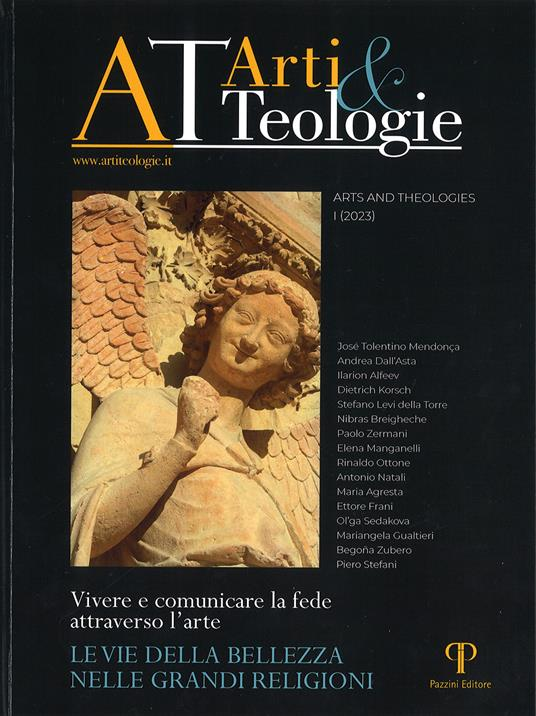 AT Arti &
Teologie
www.artiteologie.it
ARTS AND THEOLOGIES
I (2023)
José Tolentino Mendonça
Andrea Dall'Asta
Ilarion Alfeev
Dietrich Korsch
Stefano Levi della Torre
Nibras Breigheche
Paolo Zermani
Elena Manganelli
Rinaldo Ottone
Antonio Natali
Maria Agresta
Ettore Frani
Ol'ga Sedakova
Mariangela Gualtieri
Begoña Zubero
Piero Stefani
Vivere e comunicare la fede
attraverso l'arte
LE VIE DELLA BELLEZZA
NELLE GRANDI RELIGIONI
Pazzini Editore